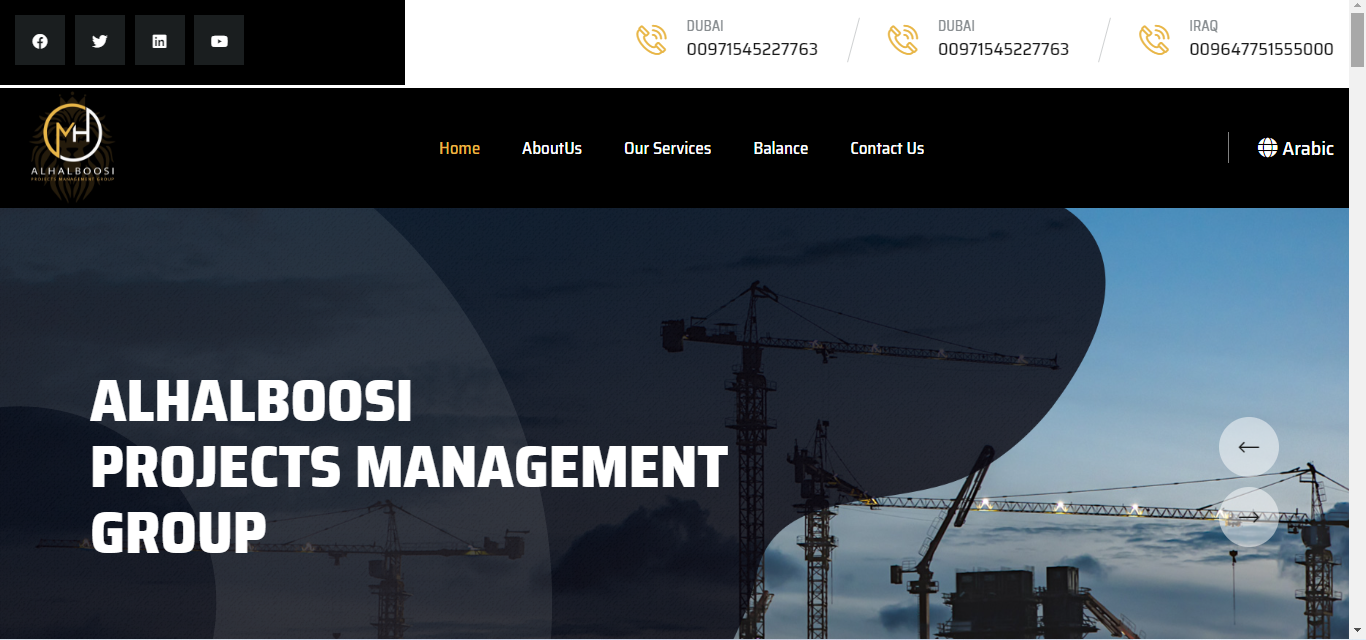 DUBAI
00971545227763
DUBAI
00971545227763
IRAQ
009647751555000
MH
ALHALBOOSI
PROJECTS MANAGEMENT GROUP
Home
AboutUs
Our Services
Balance
Contact Us
Arabic
ALHALBOOSI
PROJECTS MANAGEMENT
GROUP